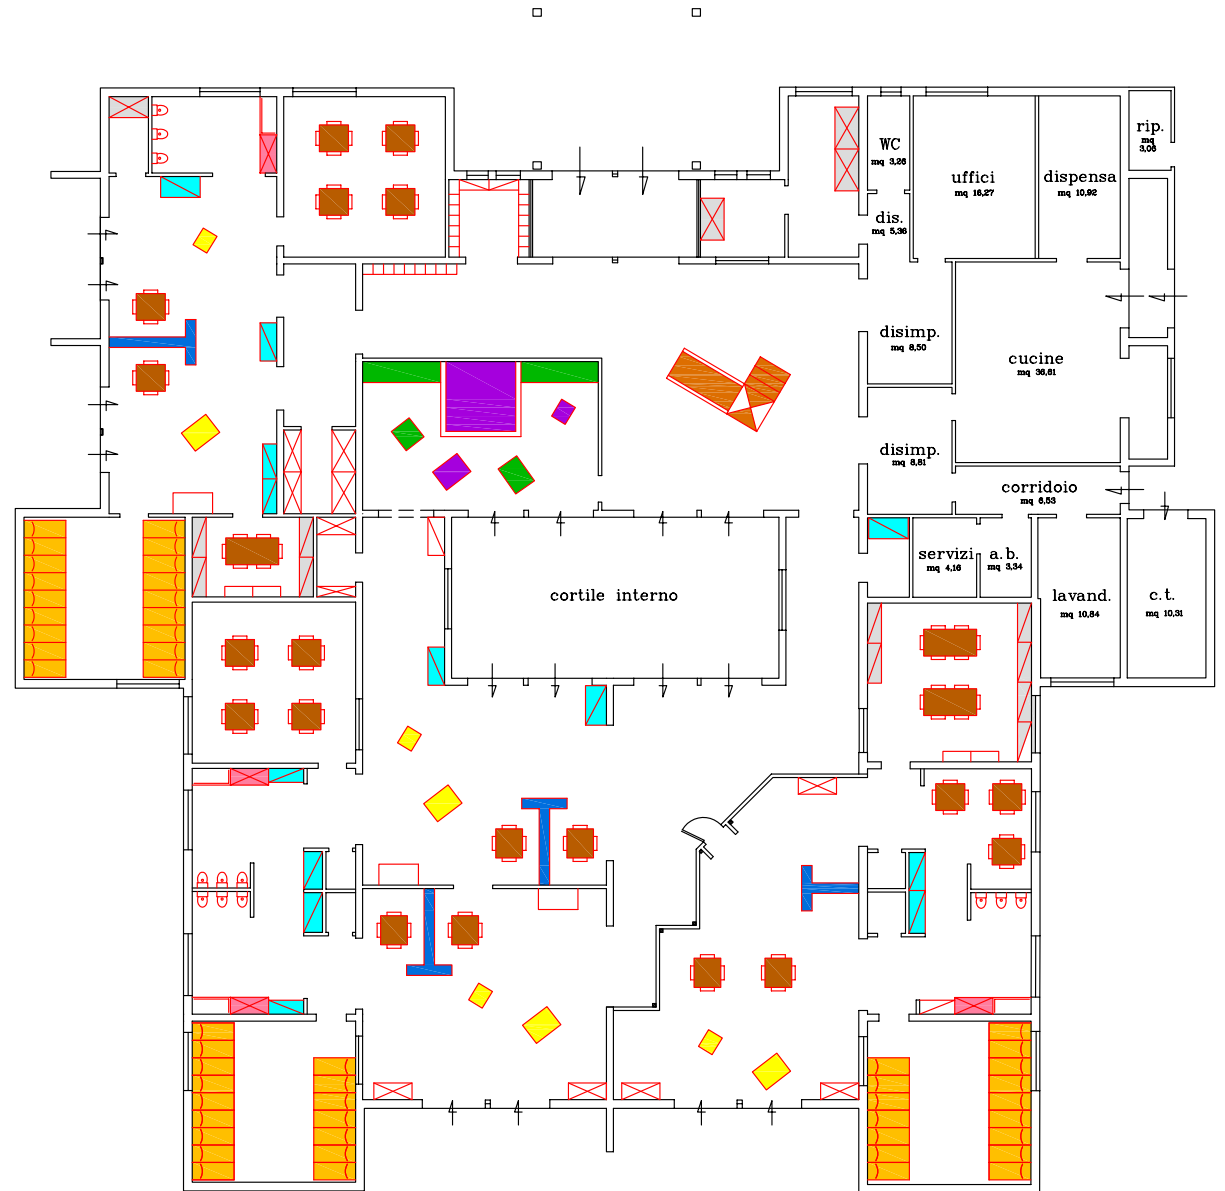 rip.
mq
3,06
WC
mq 3,26
uffici
mq 16,27
dispensa
mq 10,92
dis.
mq 5,36
disimp.
mq 8,50
cucine
mq 36,61
disimp.
mq 8,81
corridoio
mq 6,53
servizi
mq 4,16
a.b.
mq 3,34
cortile interno
lavand.
mq 10,84
c.t.
mq 10,31